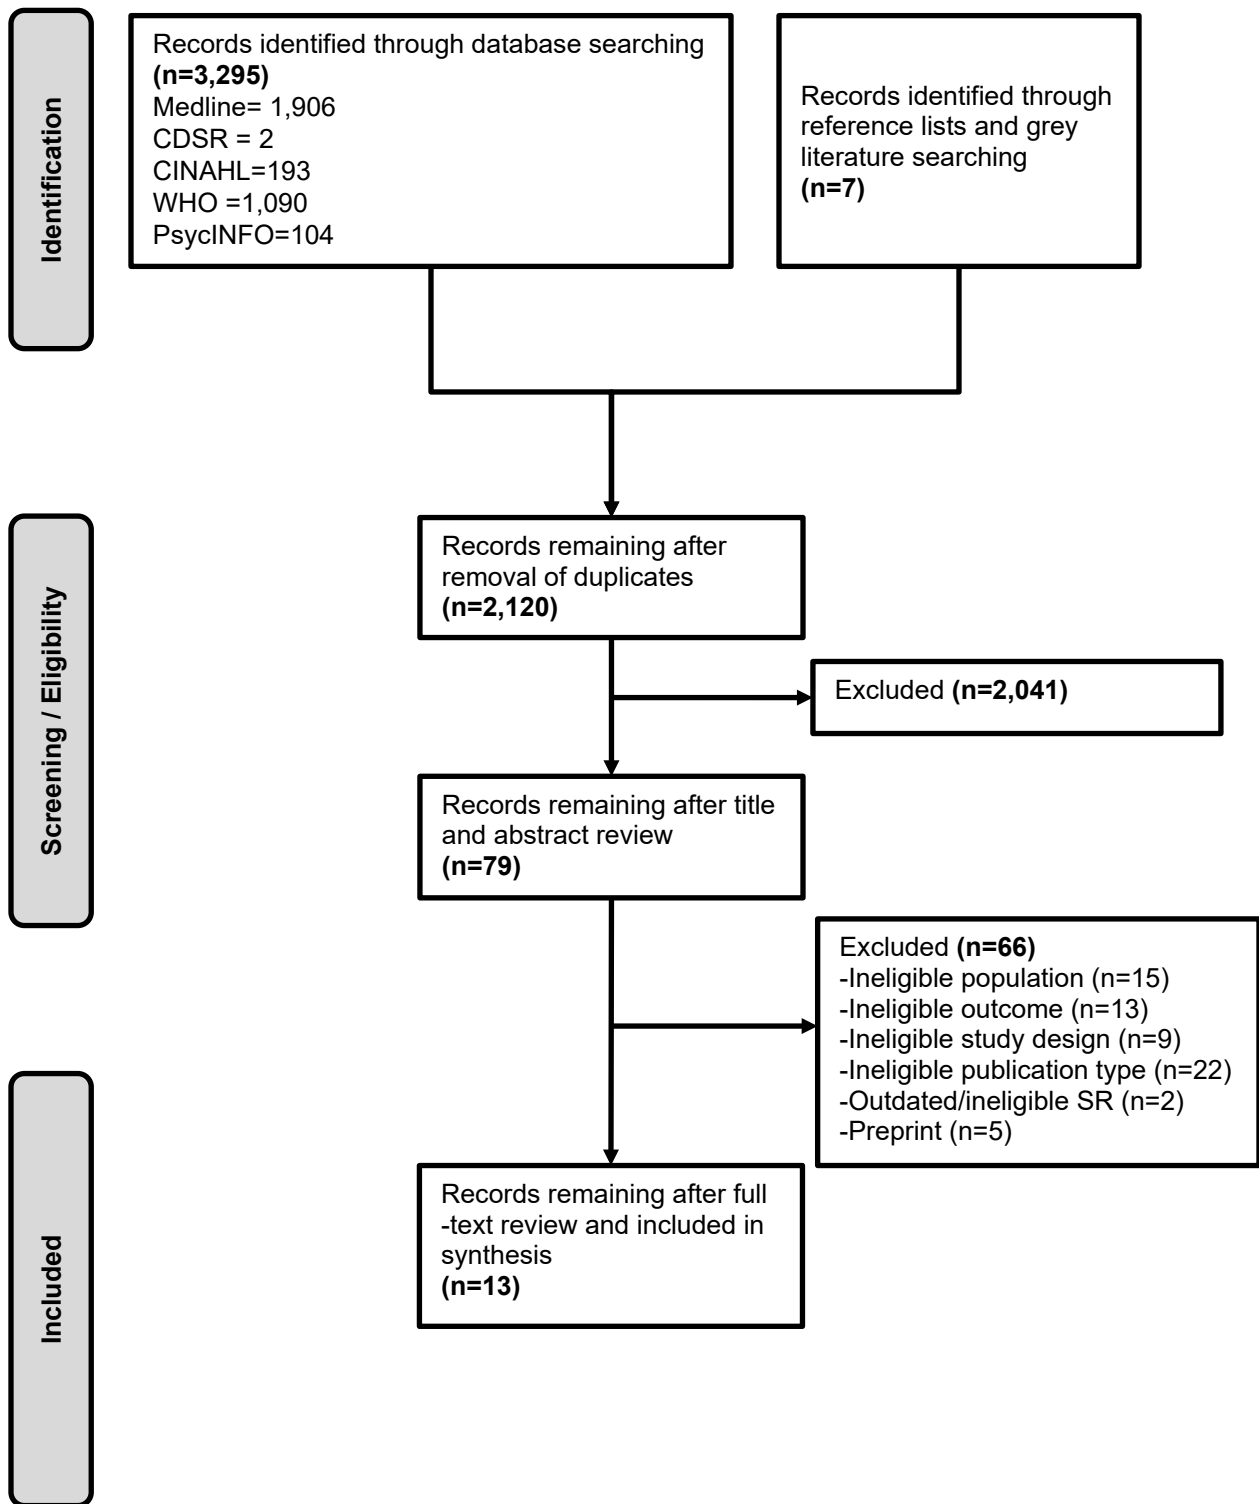 Identification
Records identified through database searching
(n=3,295)
Medline= 1,906
CDSR = 2
CINAHL=193
WHO =1,090
PsycINFO=104
Records identified through
reference lists and grey
literature searching
(n=7)
Screening / Eligibility
Records remaining after
removal of duplicates
(n=2,120)
Excluded (n=2,041)
Records remaining after title
and abstract review
(n=79)
Excluded (n=66)
-Ineligible population (n=15)
-Ineligible outcome (n=13)
-Ineligible study design (n=9)
-Ineligible publication type (n=22)
-Outdated/ineligible SR (n=2)
-Preprint (n=5)
Included
Records remaining after full
-text review and included in
synthesis
(n=13)